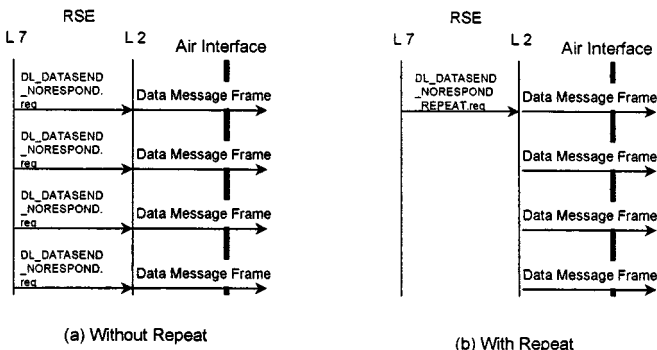 RSE
L 7
L 2
Air Interface
DL_DATASEND
_NORESPOND.
req
Data Message Frame
DL_DATASEND
_NORESPOND.
req
Data Message Frame
DL_DATASEND
_NORESPOND.
req
Data Message Frame
DL_DATASEND
_NORESPOND.
req
Data Message Frame
(a) Without Repeat
RSE
L 7
L 2
Air Interface
DL_DATASEND
_NORESPOND
_REPEAT.req
Data Message Frame
Data Message Frame
Data Message Frame
Data Message Frame
(b) With Repeat